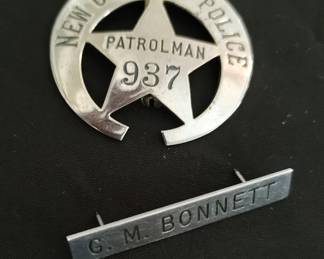 NEW POLICE
PATROLMAN
937
G. M. BONNETT